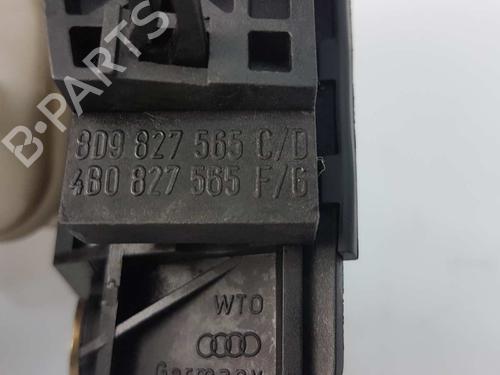 B-PARTS
8D9 827 565 C/D
4B0 827 565 F/G
WTO
Germany